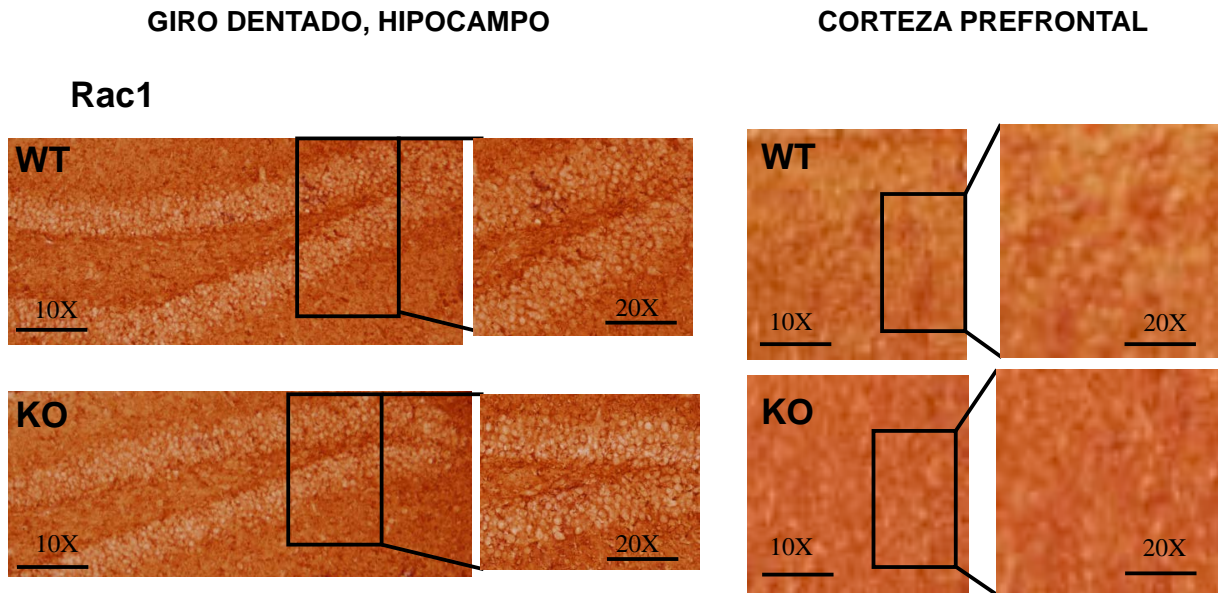 GIRO DENTADO, HIPOCAMPO
CORTEZA PREFRONTAL
Rac1
WT
10X
20X
WT
10X
20X
KO
10X
20X
KO
10X
20X